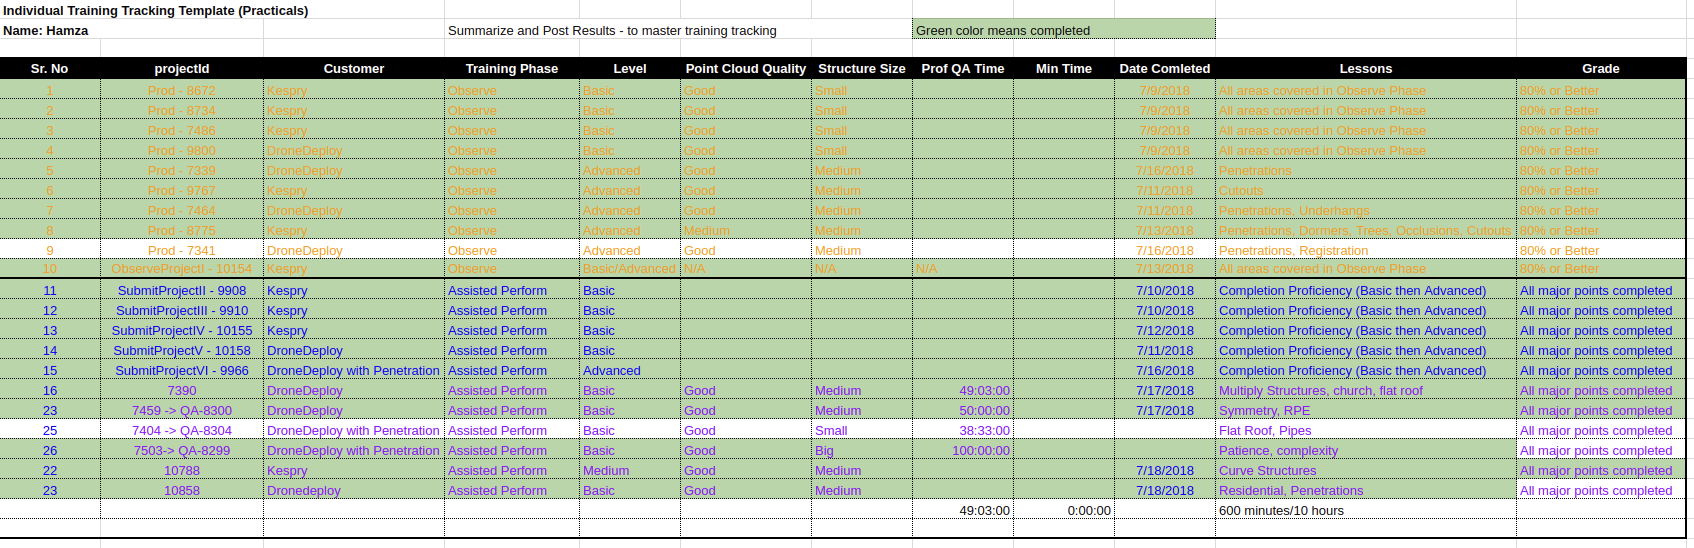 Individual Training Tracking Template (Practicals)
Name: Hamza Summarize and Post Results - to master training tracking Green color means completed
Sr. No projectId Customer Training Phase Level Point Cloud Quality Structure Size Prof QA Time Min Time Date Comleted Lessons Grade
1 Prod - 8672 Kespry Observe Basic Good Small 7/9/2018 All areas covered in Observe Phase 80% or Better
2 Prod - 8734 Kespry Observe Basic Good Small 7/9/2018 All areas covered in Observe Phase 80% or Better
3 Prod - 7486 Kespry Observe Basic Good Small 7/9/2018 All areas covered in Observe Phase 80% or Better
4 Prod - 9800 DroneDeploy Observe Basic Good Small 7/9/2018 All areas covered in Observe Phase 80% or Better
5 Prod - 7339 DroneDeploy Observe Advanced Good Medium 7/16/2018 Penetrations 80% or Better
6 Prod - 9767 Kespry Observe Advanced Good Medium 7/11/2018 Cutouts 80% or Better
7 Prod - 7464 DroneDeploy Observe Advanced Good Medium 7/11/2018 Penetrations, Underhangs 80% or Better
8 Prod - 8775 Kespry Observe Advanced Medium Medium 7/13/2018 Penetrations, Dormers, Trees, Occlusions, Cutouts 80% or Better
9 Prod - 7341 DroneDeploy Observe Advanced Good Medium 7/16/2018 Penetrations, Registration 80% or Better
10 ObserveProjectI - 10154 Kespry Observe Basic/Advanced N/A N/A N/A 7/13/2018 All areas covered in Observe Phase 80% or Better
11 SubmitProjectII - 9908 Kespry Assisted Perform Basic 7/10/2018 Completion Proficiency (Basic then Advanced) All major points completed
12 SubmitProjectIII - 9910 Kespry Assisted Perform Basic 7/10/2018 Completion Proficiency (Basic then Advanced) All major points completed
13 SubmitProjectIV - 10155 Kespry Assisted Perform Basic 7/12/2018 Completion Proficiency (Basic then Advanced) All major points completed
14 SubmitProjectV - 10158 DroneDeploy Assisted Perform Basic 7/11/2018 Completion Proficiency (Basic then Advanced) All major points completed
15 SubmitProjectVI - 9966 DroneDeploy with Penetration Assisted Perform Advanced 7/16/2018 Completion Proficiency (Basic then Advanced) All major points completed
16 7390 DroneDeploy Assisted Perform Basic Good Medium 49:03:00 7/17/2018 Multiply Structures, church, flat roof All major points completed
23 7459 -> QA-8300 DroneDeploy Assisted Perform Basic Good Medium 50:00:00 7/17/2018 Symmetry, RPE All major points completed
25 7404 -> QA-8304 DroneDeploy with Penetration Assisted Perform Basic Good Small 38:33:00 Flat Roof, Pipes All major points completed
26 7503-> QA-8299 DroneDeploy with Penetration Assisted Perform Basic Good Big 100:00:00 Patience, complexity All major points completed
22 10788 Kespry Assisted Perform Medium Good Medium 7/18/2018 Curve Structures All major points completed
23 10858 Dronedeploy Assisted Perform Basic Good Medium 7/18/2018 Residential, Penetrations All major points completed
49:03:00 0:00:00 600 minutes/10 hours